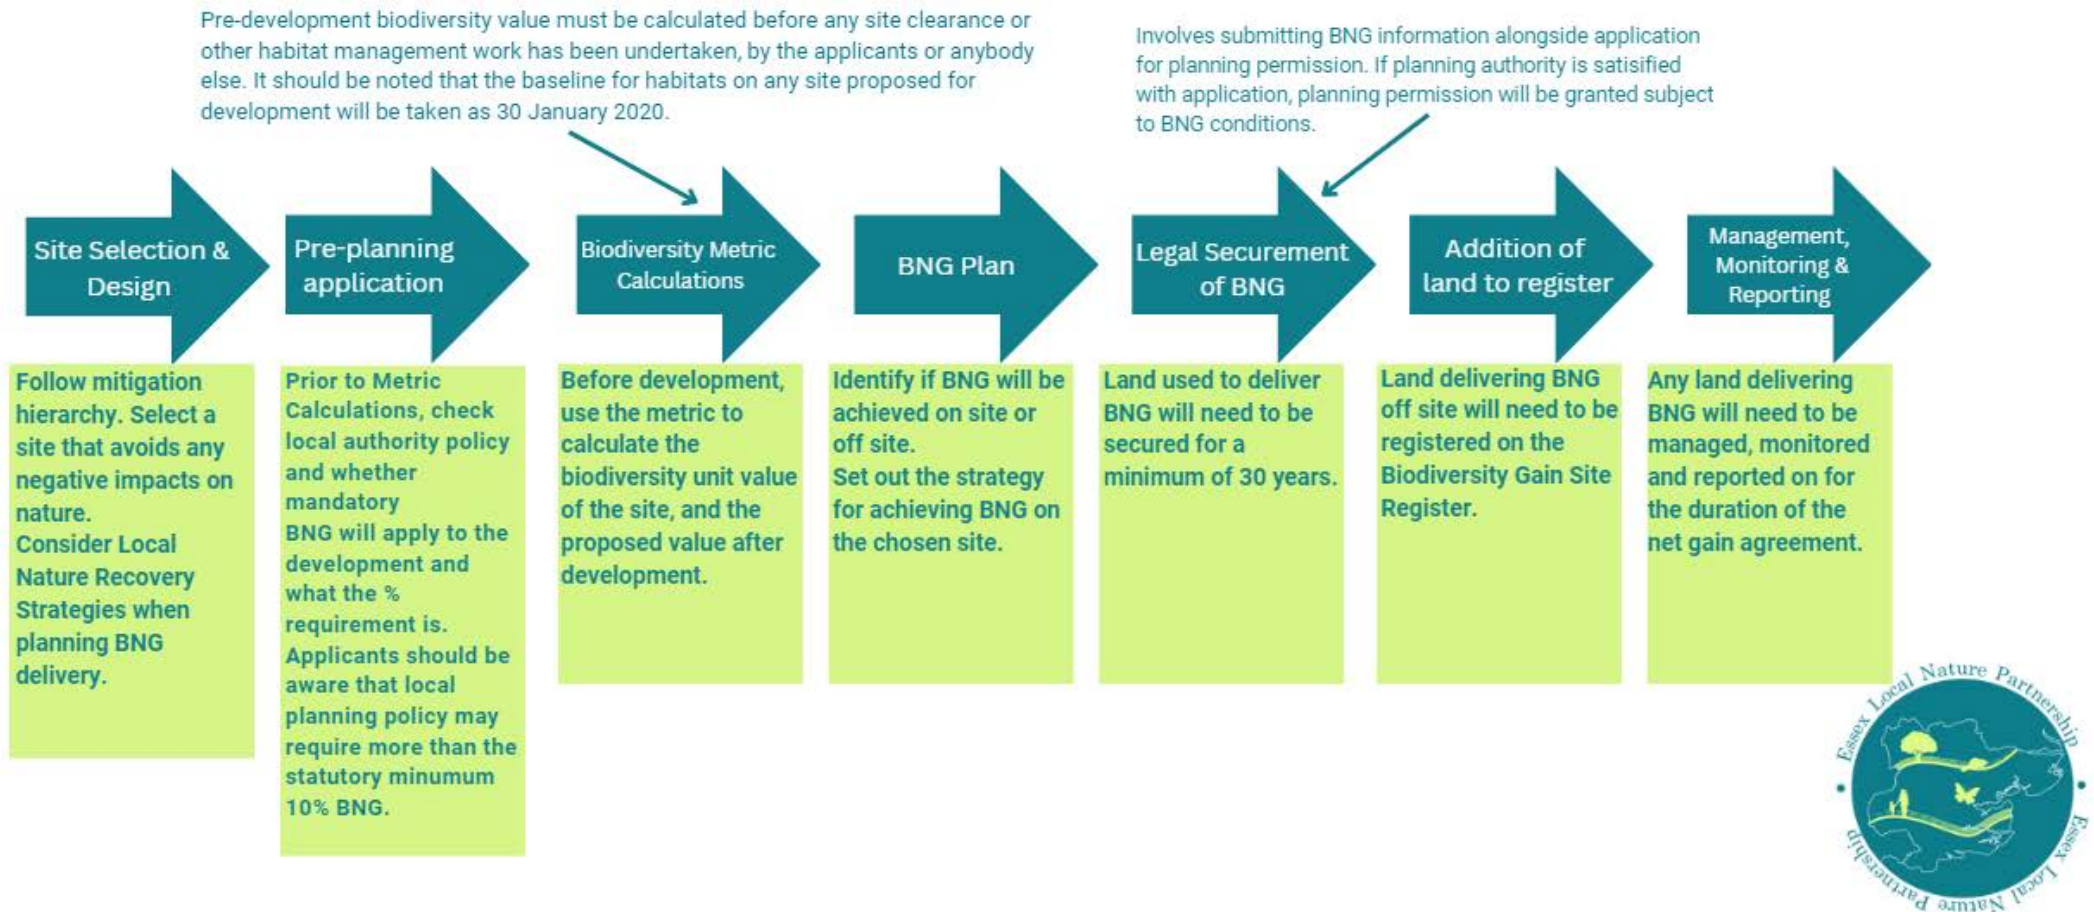 Pre-development biodiversity value must be calculated before any site clearance or
other habitat management work has been undertaken, by the applicants or anybody
else. It should be noted that the baseline for habitats on any site proposed for
development will be taken as 30 January 2020.
Involves submitting BNG information alongside application
for planning permission. If planning authority is satisified
with application, planning permission will be granted subject
to BNG conditions.
Site Selection &
Design
Pre-planning
application
Biodiversity Metric
Calculations
BNG Plan
Legal Securement
of BNG
Addition of
land to register
Management,
Monitoring &
Reporting
Follow mitigation
hierarchy. Select a
site that avoids any
negative impacts on
nature.
Consider Local
Nature Recovery
Strategies when
planning BNG
delivery.
Prior to Metric
Calculations, check
local authority policy
and whether
mandatory
BNG will apply to the
development and
what the %
requirement is.
Applicants should be
aware that local
planning policy may
require more than the
statutory minumum
10% BNG.
Before development,
use the metric to
calculate the
biodiversity unit value
of the site, and the
proposed value after
development.
Identify if BNG will be
achieved on site or
off site.
Set out the strategy
for achieving BNG on
the chosen site.
Land used to deliver
BNG will need to be
secured for a
minimum of 30 years.
Land delivering BNG
off site will need to be
registered on the
Biodiversity Gain Site
Register.
Any land delivering
BNG will need to be
managed, monitored
and reported on for
the duration of the
net gain agreement.
Essex Local Nature Partnership
Essex Local Nature Partnership